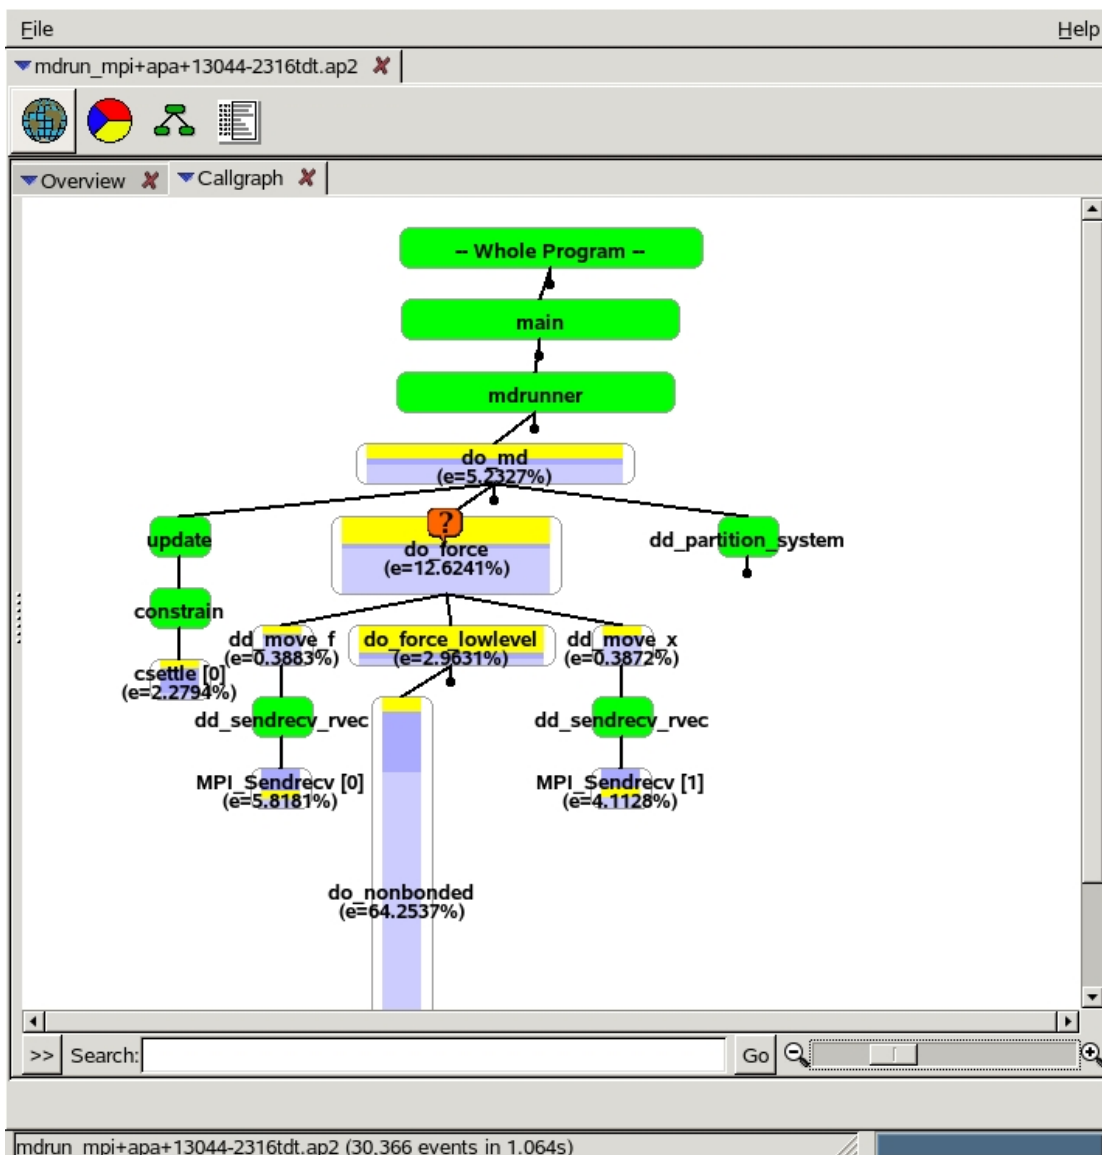 File Help
mdrun_mpi+apa+13044-2316tdt.ap2
Overview Callgraph
-- Whole Program --
main
mdrunner
do_md
(e=5.2327%)
?
update
do_force
(e=12.6241%)
dd_partition_system
constrain
dd_move_f
(e=0.3883%)
do_force_lowlevel
(e=2.9631%)
dd_move_x
(e=0.3872%)
csettle [0]
(e=2.2794%)
dd_sendrecv_rvec
dd_sendrecv_rvec
MPI_Sendrecv [0]
(e=5.8181%)
MPI_Sendrecv [1]
(e=4.1128%)
do_nonbonded
(e=64.2537%)
>> Search: Go
mdrun_mpi+apa+13044-2316tdt.ap2 (30,366 events in 1.064s)